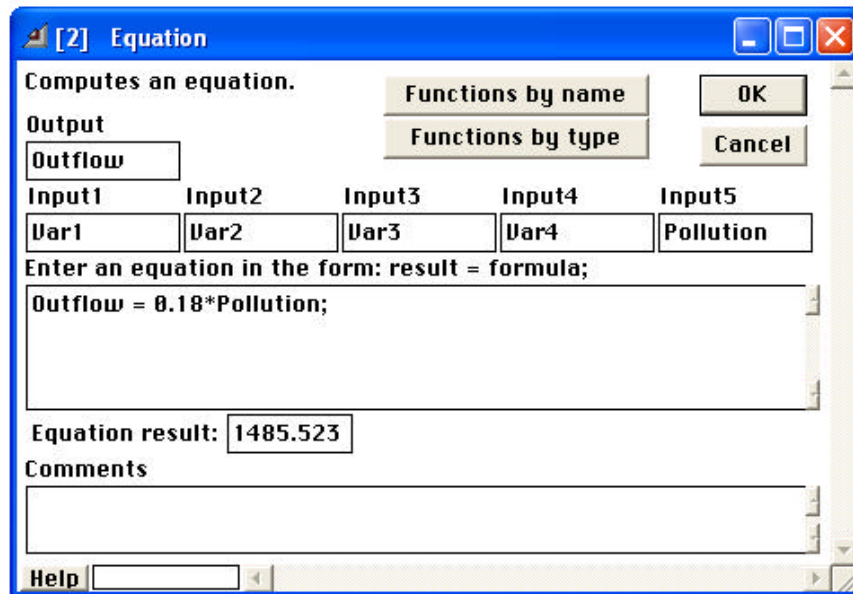 [2] Equation
Computes an equation.
Functions by name
OK
Output
Functions by type
Cancel
Outflow
Input1 Input2 Input3 Input4 Input5
Var1 Var2 Var3 Var4 Pollution
Enter an equation in the form: result = formula;
Outflow = 0.18*Pollution;
Equation result: 1485.523
Comments
Help